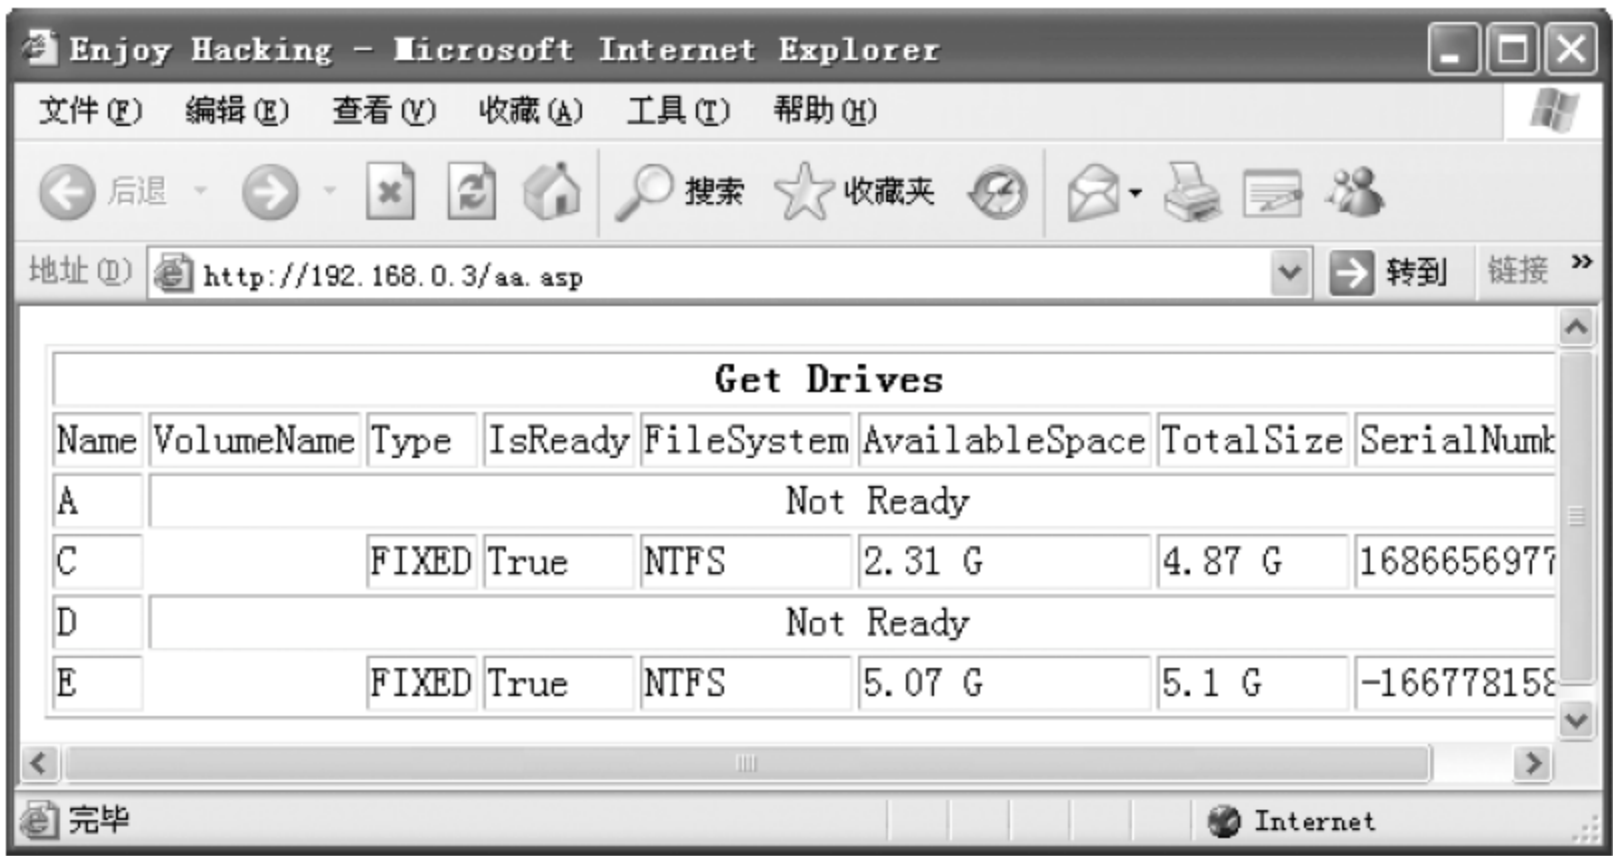 Enjoy Hacking - Microsoft Internet Explorer
文件(F) 编辑(E) 查看(V) 收藏(A) 工具(T) 帮助(H)
后退 搜索 收藏夹
地址(D) http://192.168.0.3/aa.asp 转到 链接 »
Get Drives
Name VolumeName Type IsReady FileSystem AvailableSpace TotalSize SerialNumb
A Not Ready
C FIXED True NTFS 2.31 G 4.87 G 1686656977
D Not Ready
E FIXED True NTFS 5.07 G 5.1 G -166778158
完毕 Internet